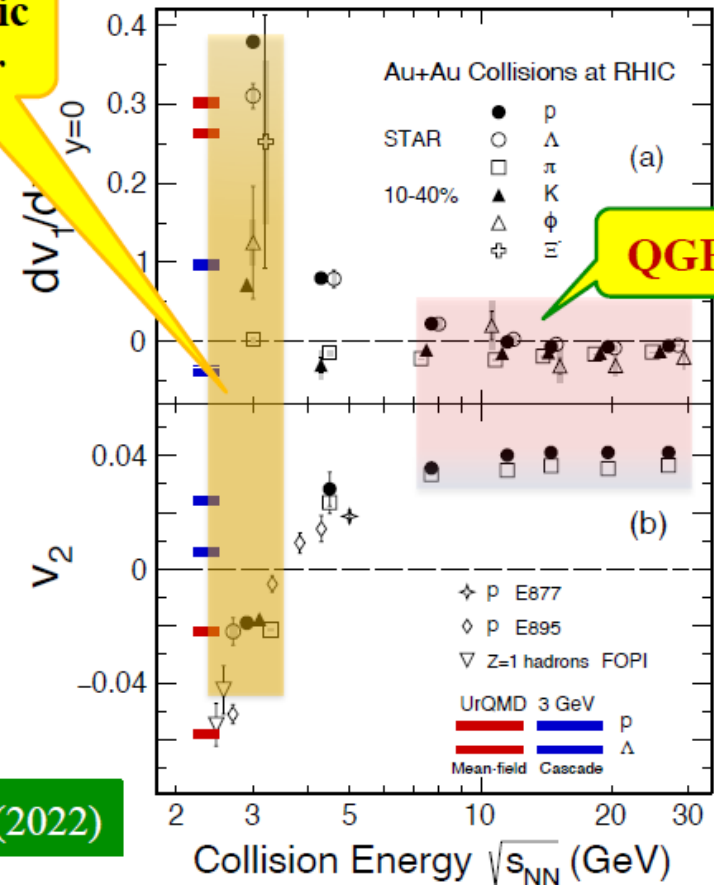 ic
r
0.4
0.3
0.2
1
0
dv₁/d
y=0
Au+Au Collisions at RHIC
STAR
10-40%
p
Λ
π
K
ϕ
Ξ⁻
(a)
QGP
0.04
0
−0.04
v₂
(b)
p E877
p E895
Z=1 hadrons FOPI
UrQMD 3 GeV
p
Λ
Mean-field Cascade
(2022)
2 3 4 5 10 20 30
Collision Energy √sNN (GeV)